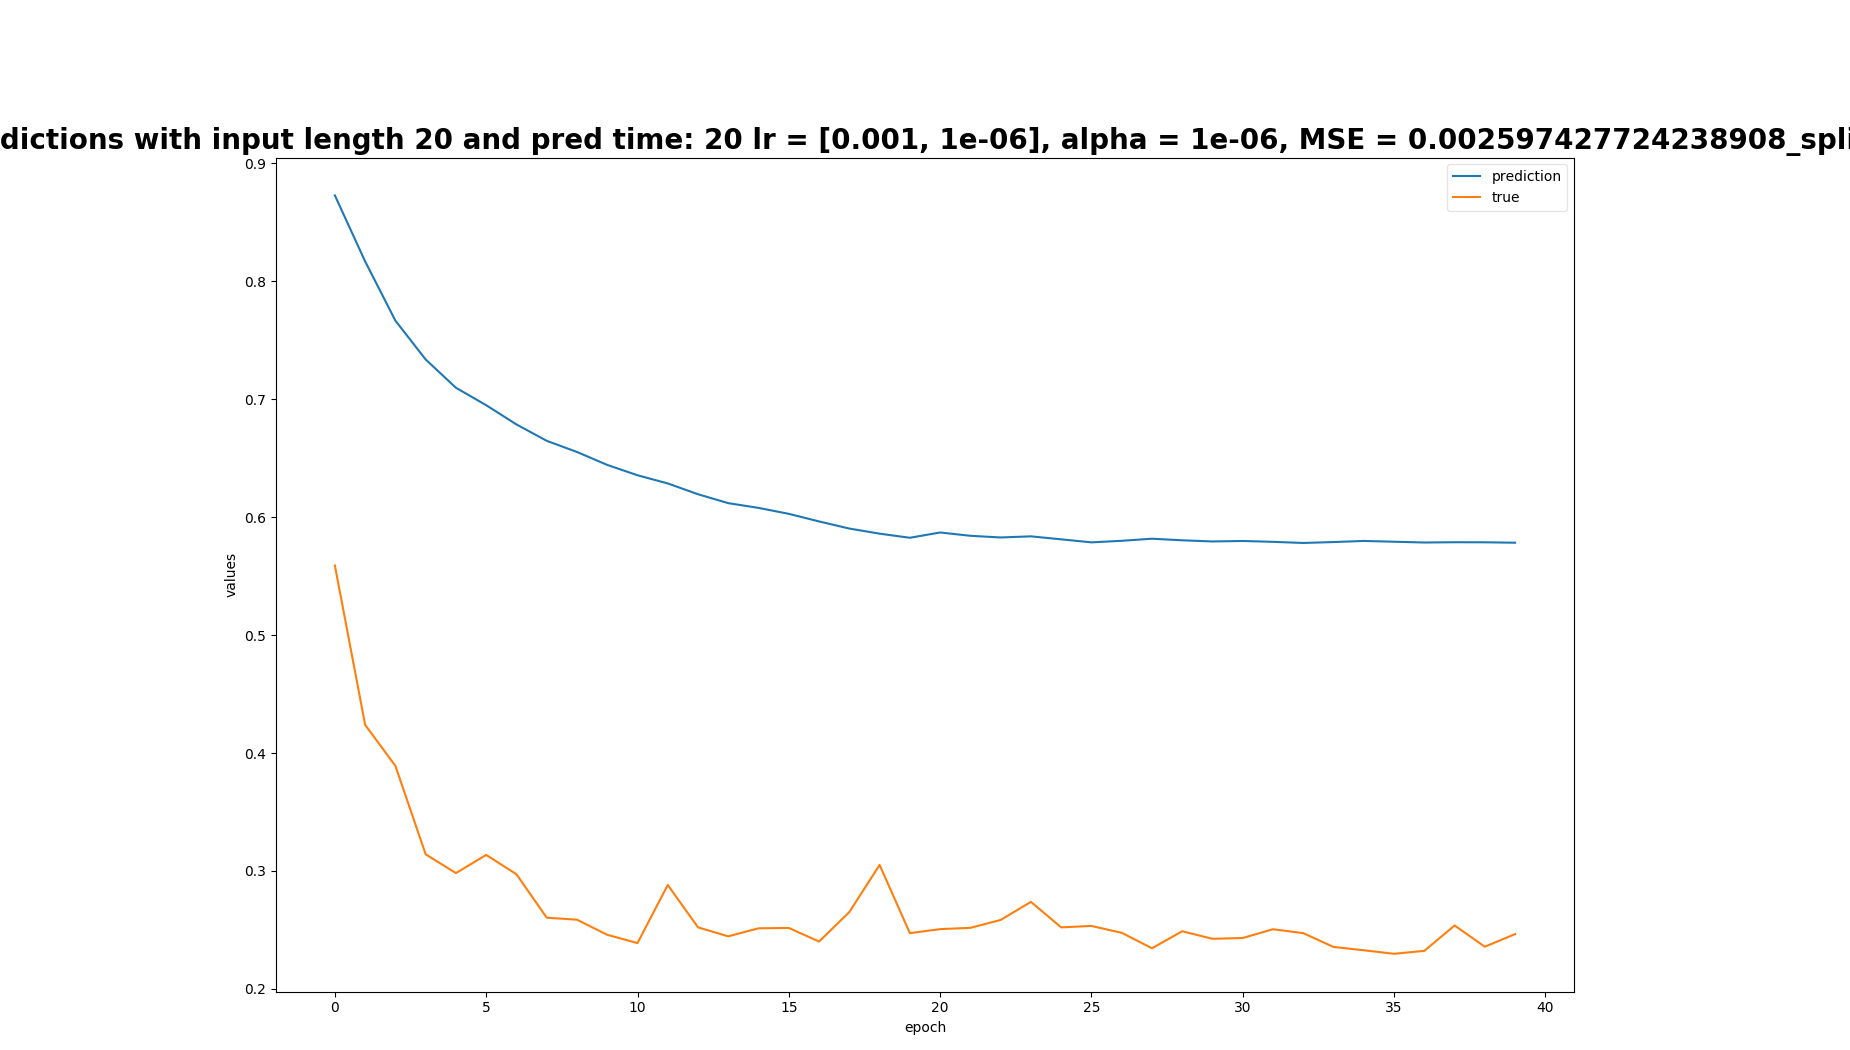 dictions with input length 20 and pred time: 20 lr = [0.001, 1e-06], alpha = 1e-06, MSE = 0.002597427724238908_spli
prediction
true
0.9
0.8
0.7
0.6
0.5
0.4
0.3
0.2
values
0 5 10 15 20 25 30 35 40
epoch